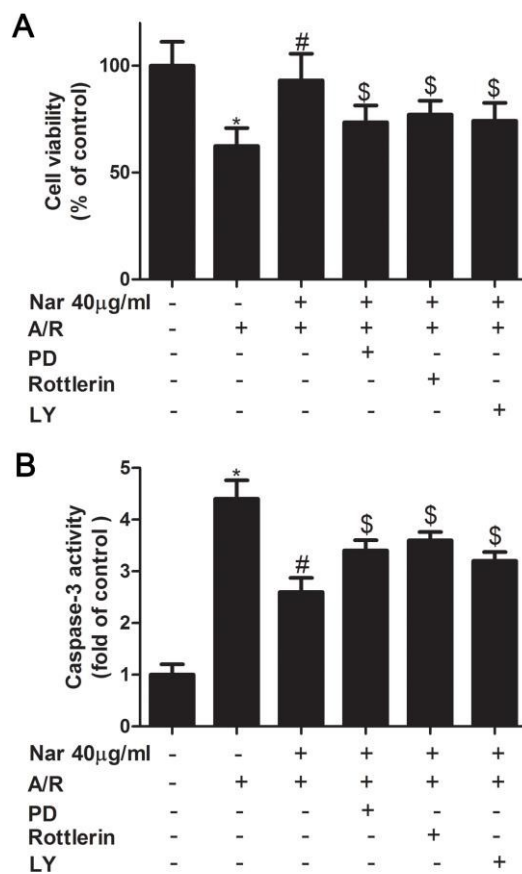 A
Cell viability
(% of control)
100
50
0
* # $ $ $
Nar 40μg/ml - - + + + +
A/R - + + + + +
PD - - - + - -
Rottlerin - - - - + -
LY - - - - - +
B
Caspase-3 activity
(fold of control )
5
4
3
2
1
0
* # $ $ $
Nar 40μg/ml - - + + + +
A/R - + + + + +
PD - - - + - -
Rottlerin - - - - + -
LY - - - - - +